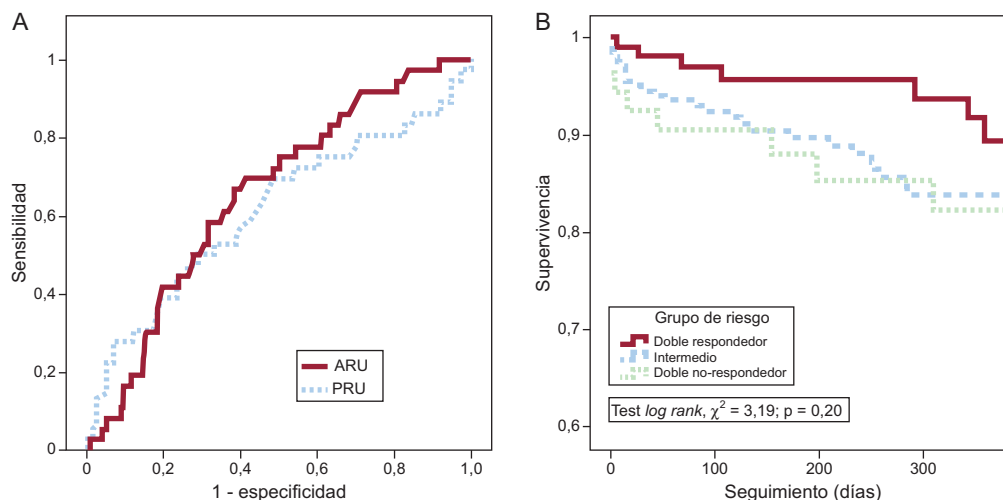 A
Sensibilidad
1
0,8
0,6
0,4
0,2
0
0
0,2
0,4
0,6
0,8
1,0
1 - especificidad
ARU
PRU
B
Supervivencia
1
0,9
0,8
0,7
0,6
0
100
200
300
Seguimiento (días)
Grupo de riesgo
Doble respondedor
Intermedio
Doble no-respondedor
Test log rank, χ² = 3,19; p = 0,20